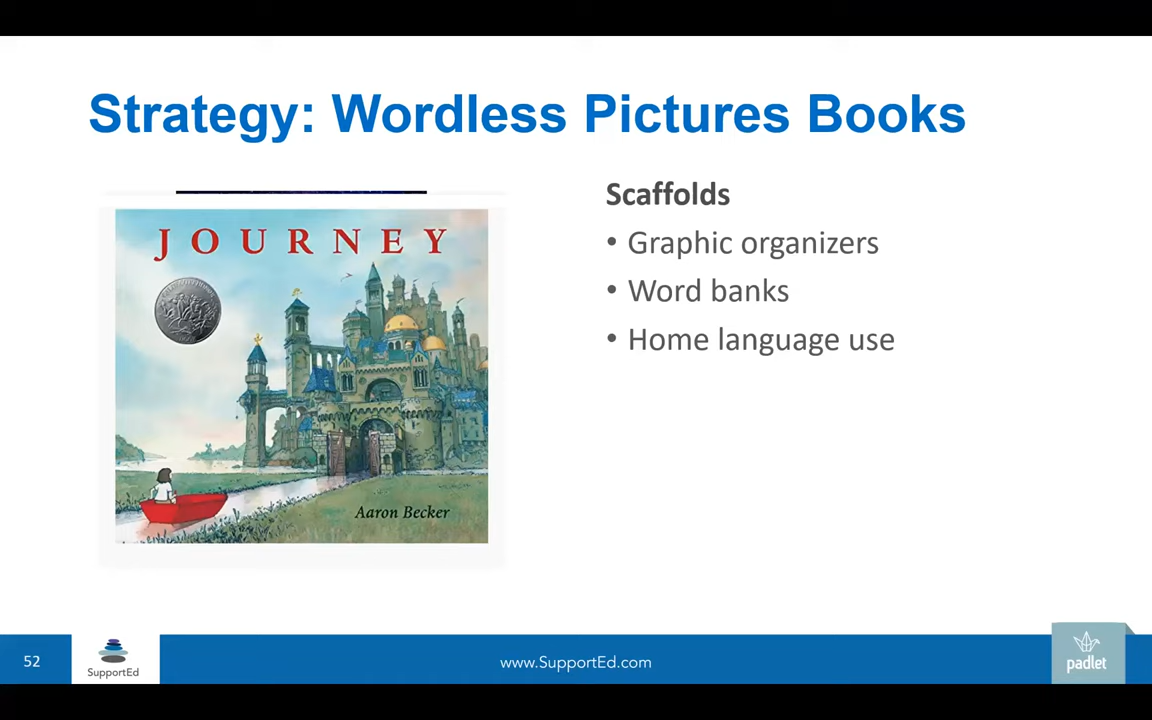 Strategy: Wordless Pictures Books
JOURNEY
Aaron Becker
Scaffolds
• Graphic organizers
• Word banks
• Home language use
52
SupportEd
www.SupportEd.com
padlet